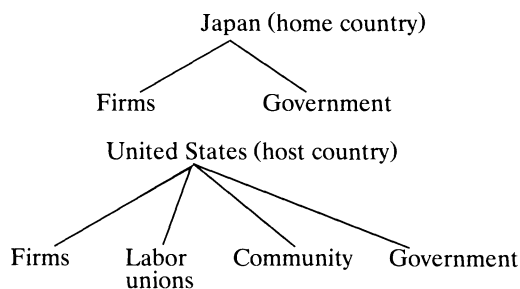 Japan (home country)
Firms Government
United States (host country)
Firms Labor unions Community Government